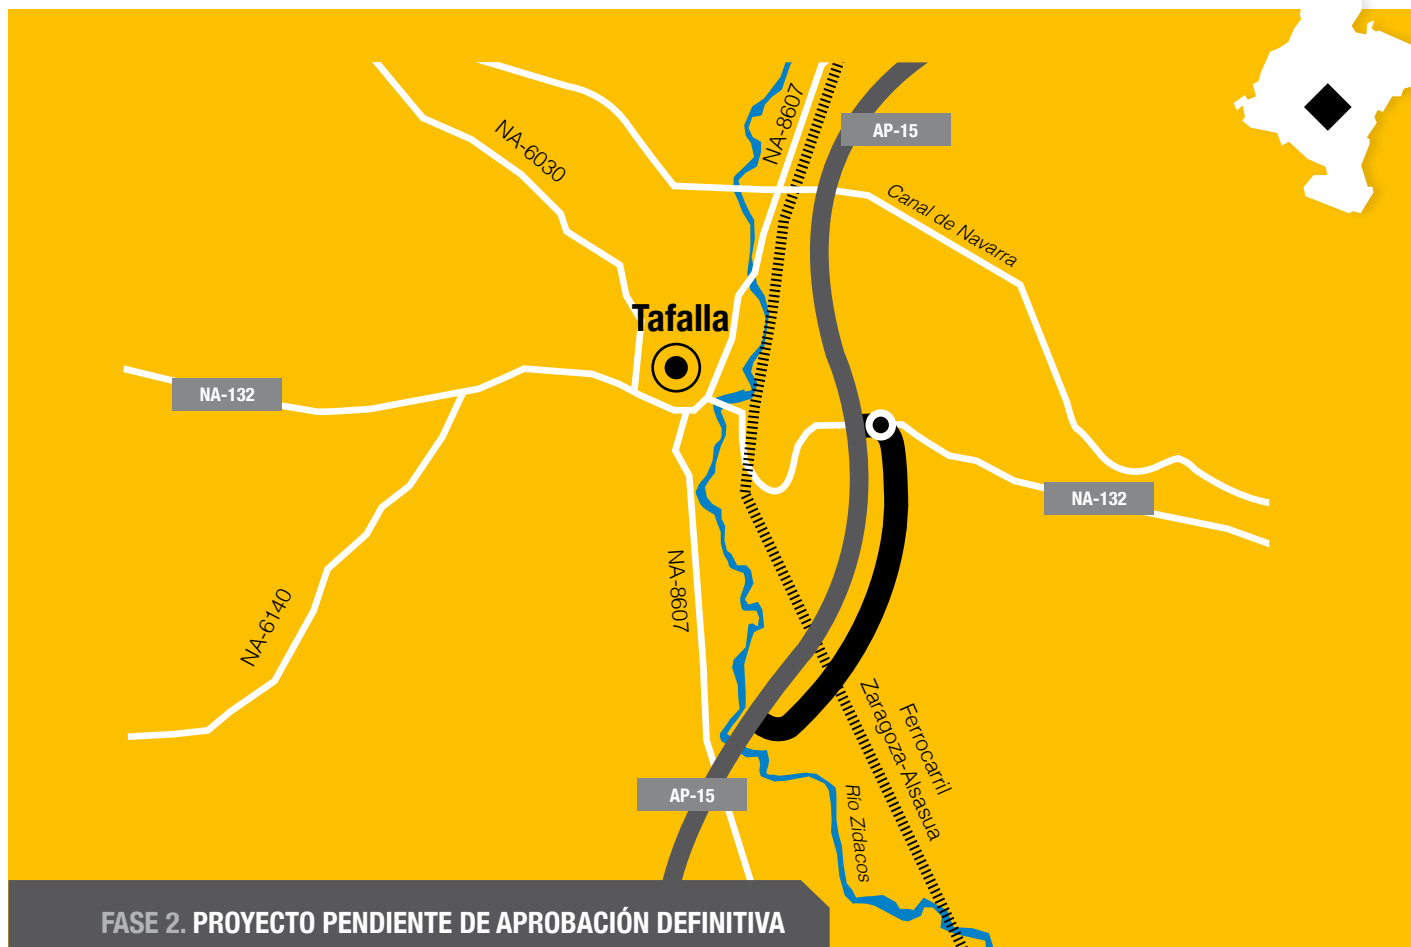 NA-8607
AP-15
NA-6030
Canal de Navarra
Tafalla
NA-132
NA-132
NA-8607
NA-6140
Ferrocarril
Zaragoza-Alsasua
AP-15
Río Zidacos
FASE 2. PROYECTO PENDIENTE DE APROBACIÓN DEFINITIVA